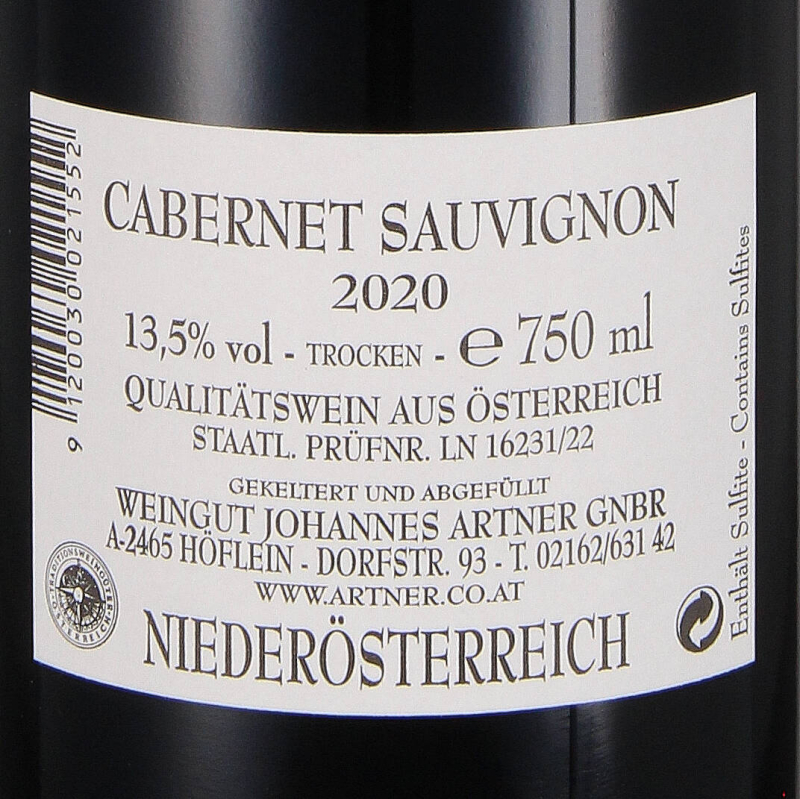 CABERNET SAUVIGNON
2020
13,5% vol - TROCKEN - ℮ 750 ml
QUALITÄTSWEIN AUS ÖSTERREICH
STAATL. PRÜFNR. LN 16231/22
GEKELTERT UND ABGEFÜLLT
WEINGUT JOHANNES ARTNER GNBR
A-2465 HÖFLEIN - DORFSTR. 93 - T. 02162/631 42
WWW.ARTNER.CO.AT
NIEDERÖSTERREICH
9 120030 021552
TRADITIONSWEINGÜTER
ÖSTERREICH
Enthält Sulfite - Contains Sulfites